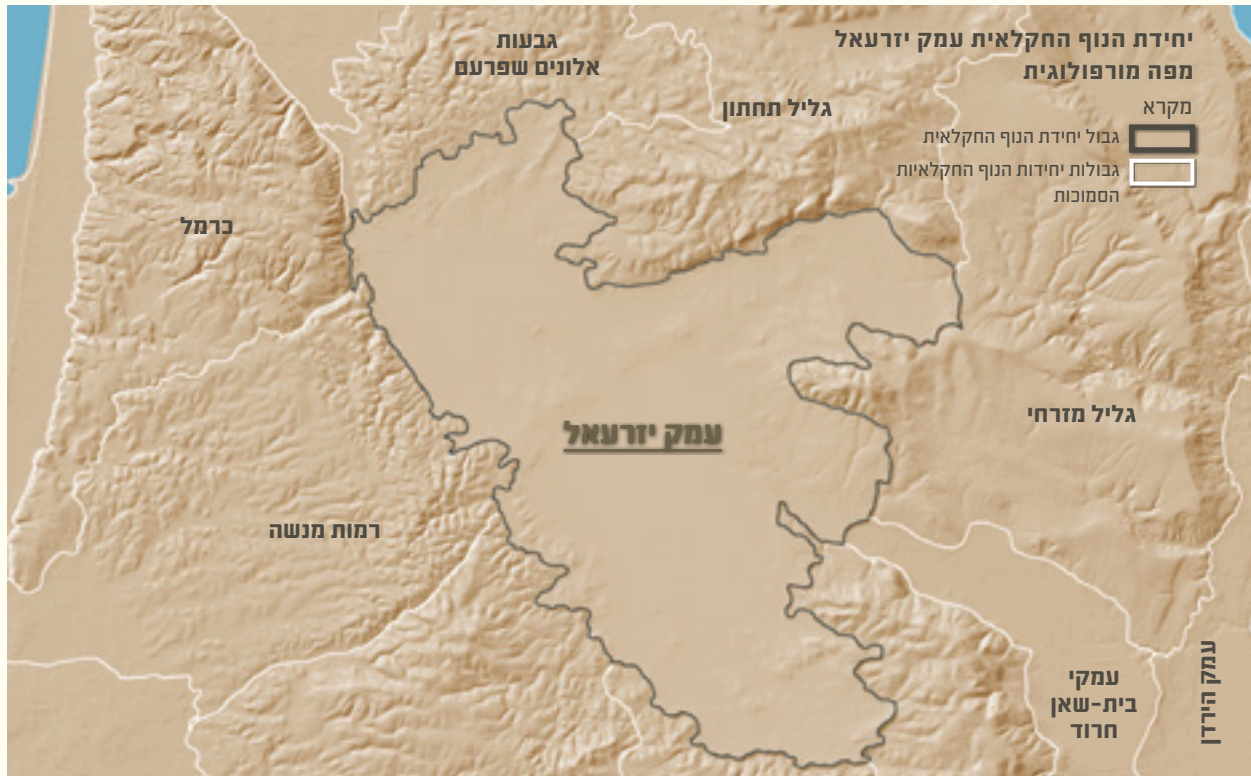 יחידת הנוף החקלאית עמק יזרעאל
מפה מורפולוגית
מקרא
גבול יחידת הנוף החקלאית
גבולות יחידות הנוף החקלאיות
הסמוכות
גבעות
אלונים שפרעם
גליל תחתון
כרמל
עמק יזרעאל
גליל מזרחי
רמות מנשה
עמקי
בית-שאן
חרוד
עמק הירדן